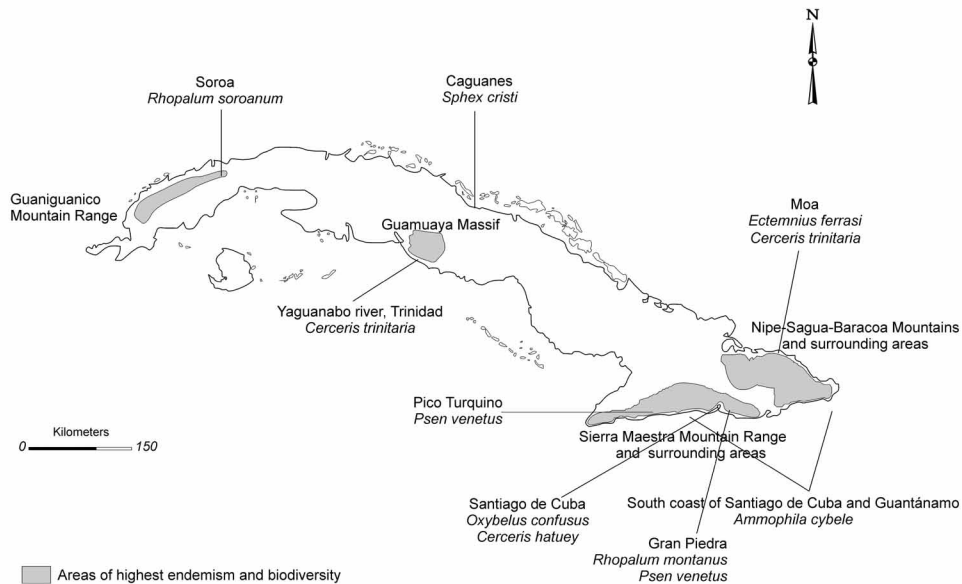 N
Soroa
Rhopalum soroanum
Caguanes
Sphex cristi
Guaniguanico
Mountain Range
Guamuaya Massif
Moa
Ectemnius ferrasi
Cerceris trinitaria
Yaguanabo river, Trinidad
Cerceris trinitaria
Nipe-Sagua-Baracoa Mountains
and surrounding areas
Pico Turquino
Psen venetus
Kilometers
0
150
Sierra Maestra Mountain Range
and surrounding areas
Santiago de Cuba
Oxybelus confusus
Cerceris hatuey
South coast of Santiago de Cuba and Guantánamo
Ammophila cybele
Gran Piedra
Rhopalum montanus
Psen venetus
Areas of highest endemism and biodiversity